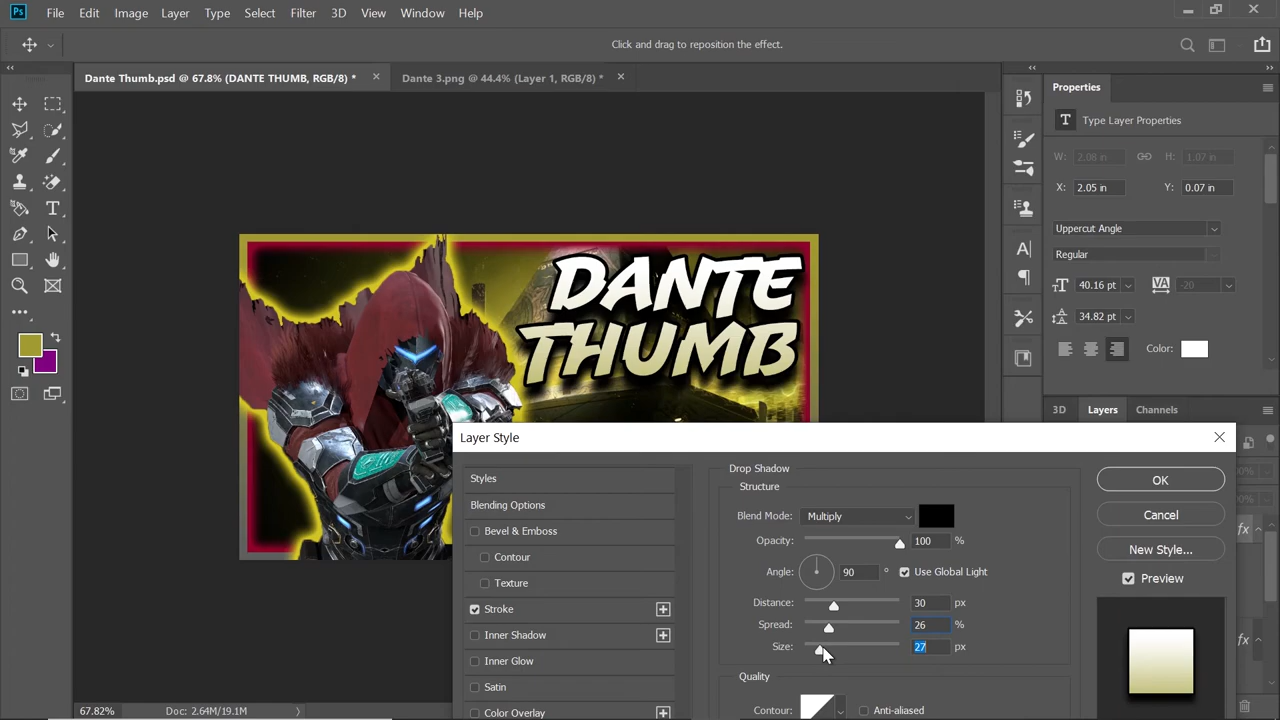 Ps File Edit Image Layer Type Select Filter 3D View Window Help
Click and drag to reposition the effect.
Dante Thumb.psd @ 67.8% (DANTE THUMB, RGB/8) *
Dante 3.png @ 44.4% (Layer 1, RGB/8) *
Properties
T Type Layer Properties
W: 2.08 in H: 1.07 in
X: 2.05 in Y: 0.07 in
Uppercut Angle
Regular
40.16 pt VA -20
34.82 pt
Color:
3D Layers Channels
DANTE
THUMB
Layer Style
Styles
Blending Options
Bevel & Emboss
Contour
Texture
Stroke
Inner Shadow
Inner Glow
Satin
Color Overlay
Drop Shadow
Structure
Blend Mode: Multiply
Opacity: 100 %
Angle: 90 ° Use Global Light
Distance: 30 px
Spread: 26 %
Size: 27 px
Quality
Contour: Anti-aliased
OK
Cancel
New Style...
Preview
fx
fx
67.82% Doc: 2.64M/19.1M